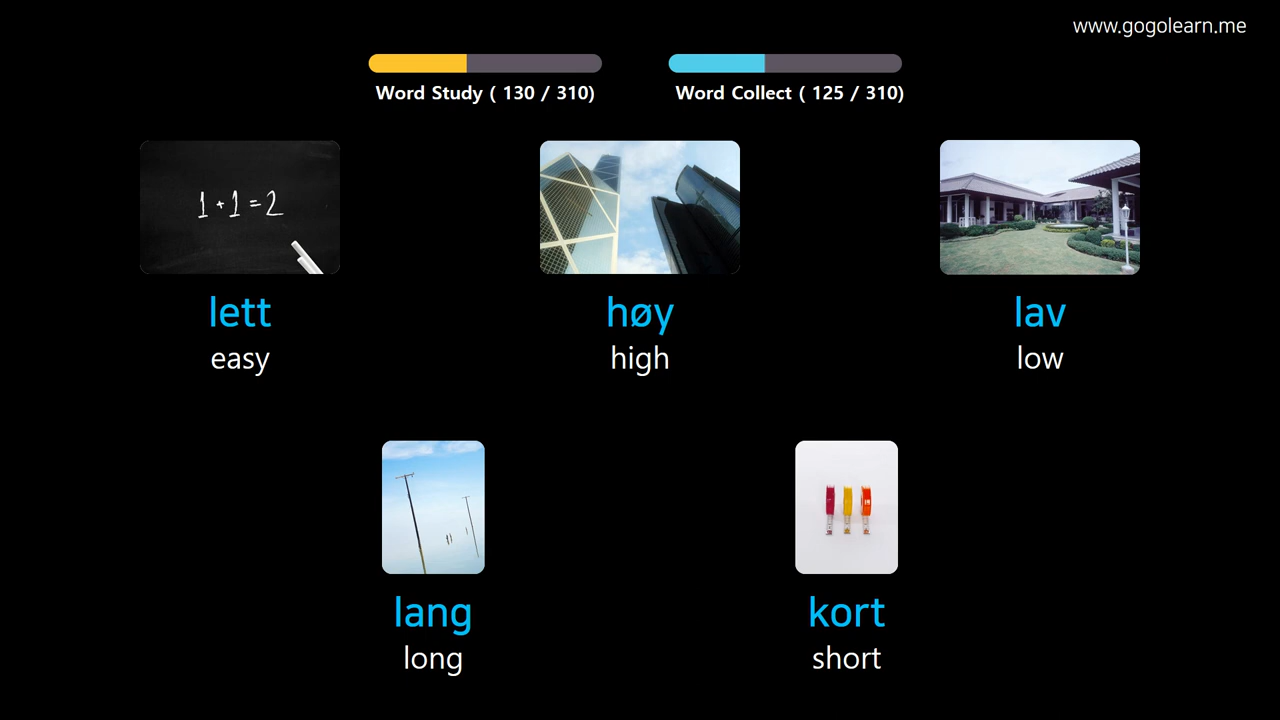 www.gogolearn.me
Word Study ( 130 / 310)
Word Collect ( 125 / 310)
1 + 1 = 2
lett
easy
høy
high
lav
low
lang
long
kort
short